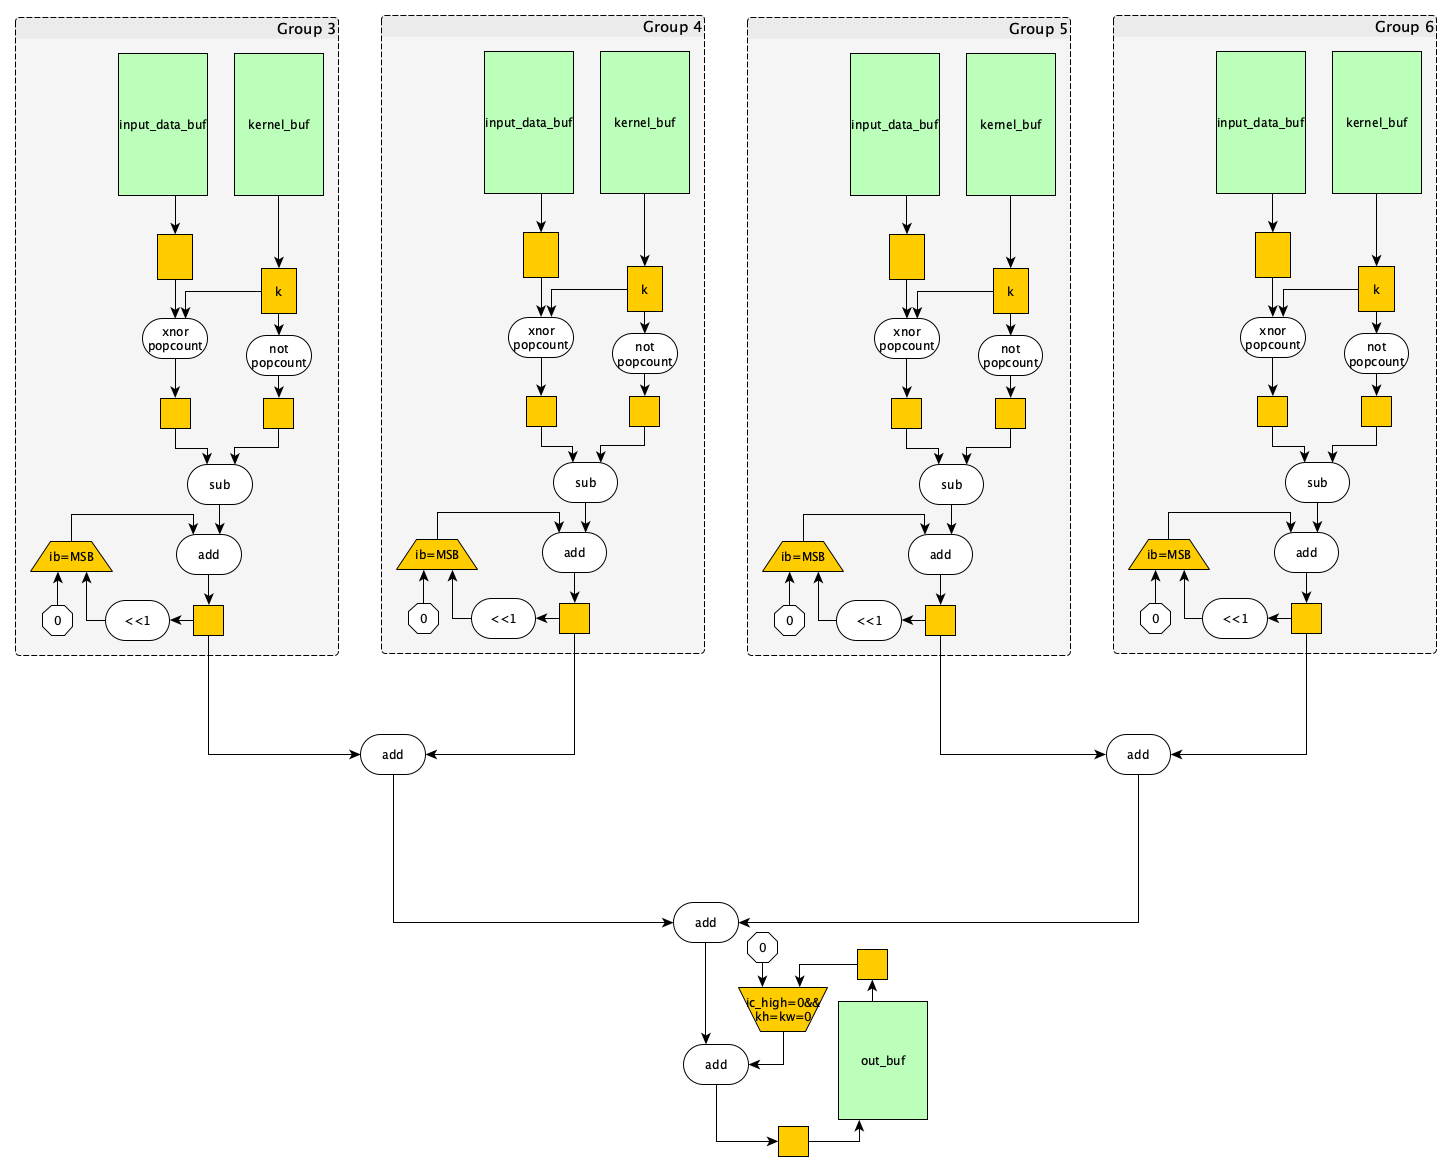 Group 3
input_data_buf
kernel_buf
k
xnor
popcount
not
popcount
sub
ib=MSB
add
0
<<1
Group 4
input_data_buf
kernel_buf
k
xnor
popcount
not
popcount
sub
ib=MSB
add
0
<<1
Group 5
input_data_buf
kernel_buf
k
xnor
popcount
not
popcount
sub
ib=MSB
add
0
<<1
Group 6
input_data_buf
kernel_buf
k
xnor
popcount
not
popcount
sub
ib=MSB
add
0
<<1
add
add
add
0
ic_high=0&&
kh=kw=0
add
out_buf